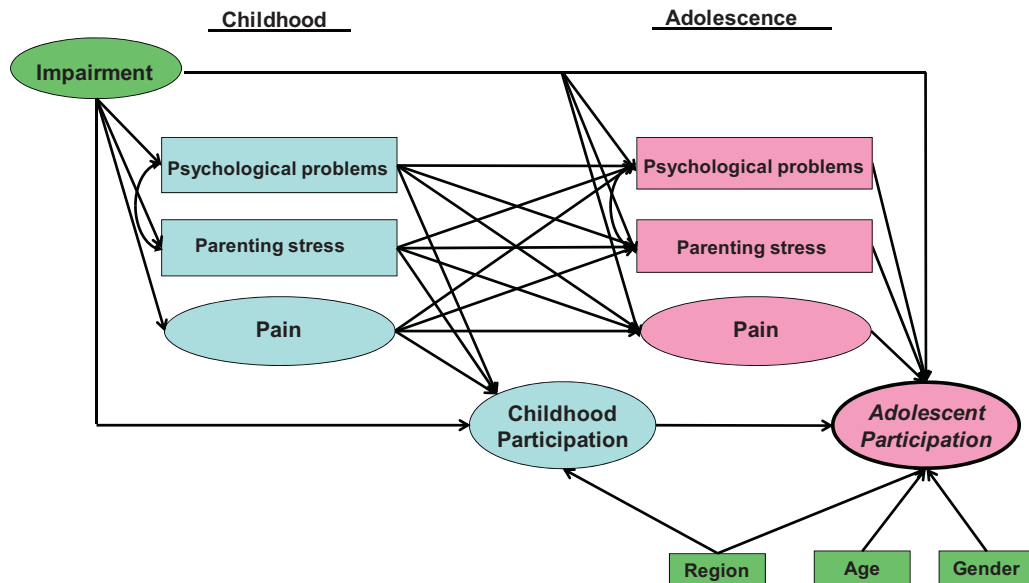 Childhood
Adolescence
Impairment
Psychological problems
Psychological problems
Parenting stress
Parenting stress
Pain
Pain
Childhood
Participation
Adolescent
Participation
Region
Age
Gender